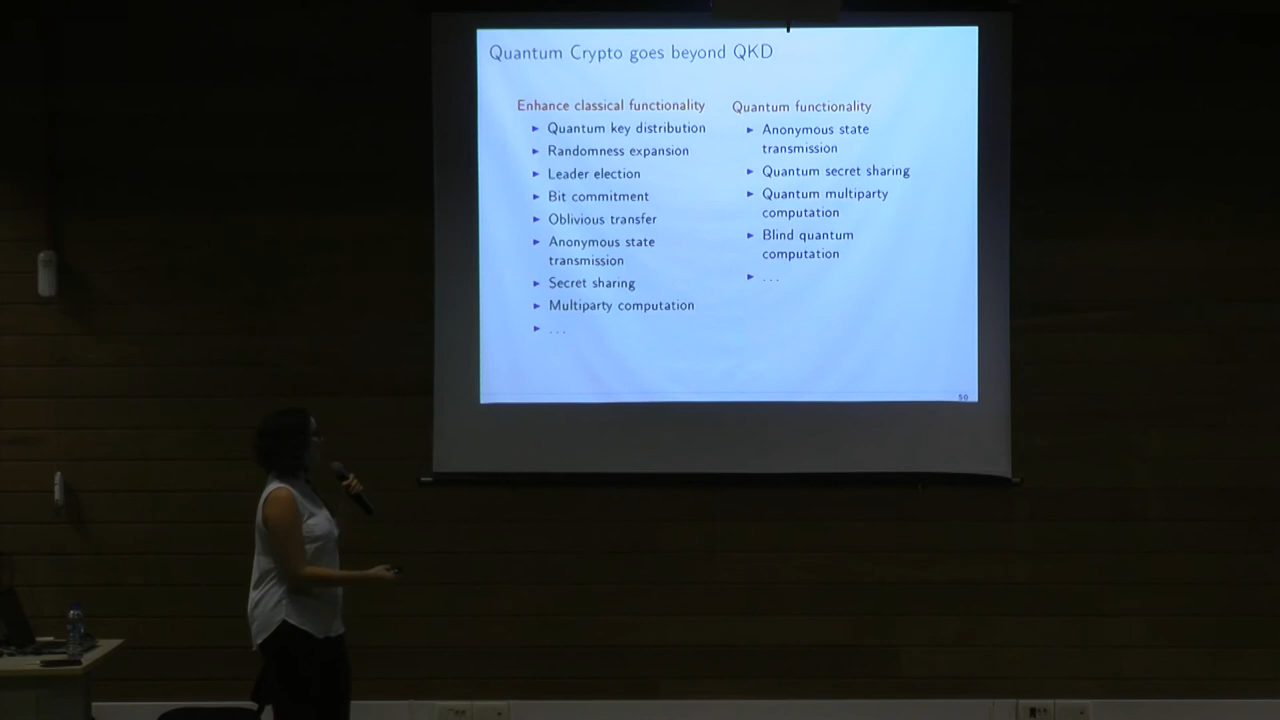 Quantum Crypto goes beyond QKD
Enhance classical functionality
► Quantum key distribution
► Randomness expansion
► Leader election
► Bit commitment
► Oblivious transfer
► Anonymous state
transmission
► Secret sharing
► Multiparty computation
► . . .
Quantum functionality
► Anonymous state
transmission
► Quantum secret sharing
► Quantum multiparty
computation
► Blind quantum
computation
► . . .
50